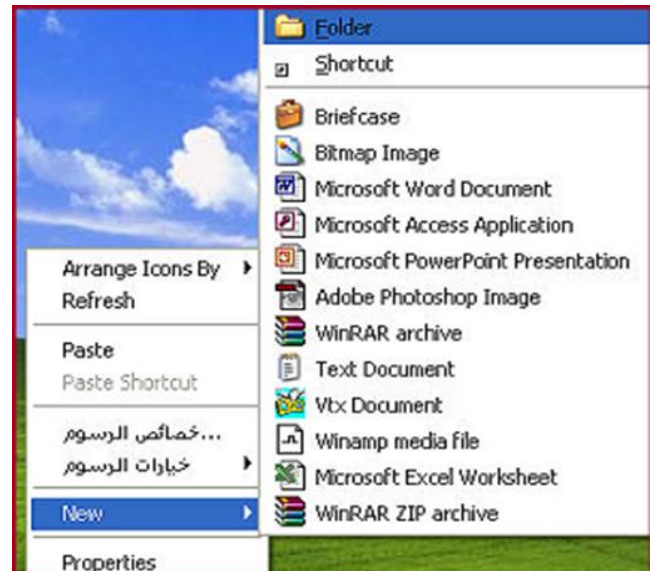 Folder
Shortcut
Briefcase
Bitmap Image
Microsoft Word Document
Microsoft Access Application
Microsoft PowerPoint Presentation
Adobe Photoshop Image
WinRAR archive
Text Document
Vtx Document
Winamp media file
Microsoft Excel Worksheet
WinRAR ZIP archive
Arrange Icons By
Refresh
Paste
Paste Shortcut
خصائص الرسوم...
خيارات الرسوم
New
Properties